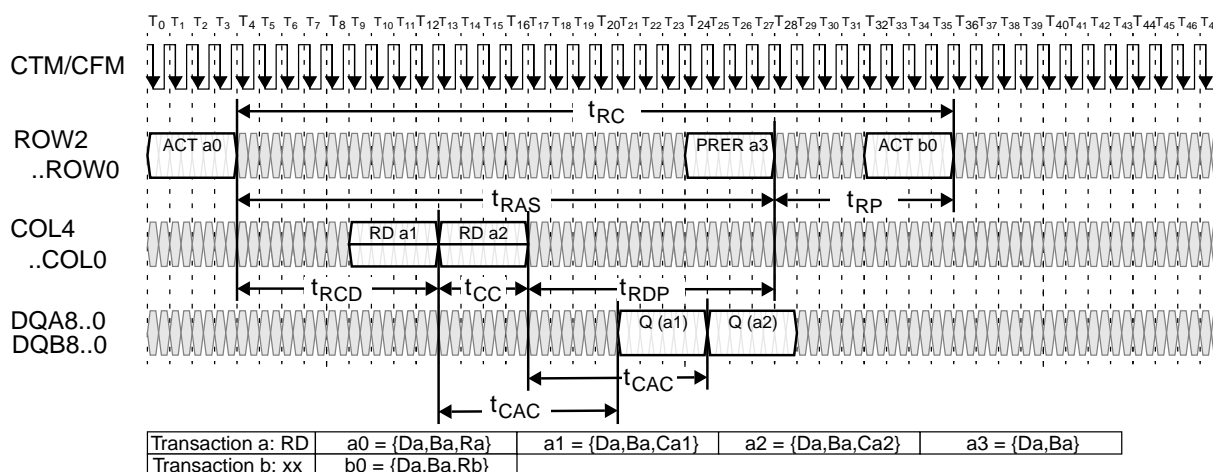 T0 T1 T2 T3 T4 T5 T6 T7 T8 T9 T10 T11 T12 T13 T14 T15 T16 T17 T18 T19 T20 T21 T22 T23 T24 T25 T26 T27 T28 T29 T30 T31 T32 T33 T34 T35 T36 T37 T38 T39 T40 T41 T42 T43 T44 T45 T46
CTM/CFM
tRC
ROW2
..ROW0
ACT a0
PRER a3
ACT b0
tRAS
tRP
COL4
..COL0
RD a1
RD a2
tRCD
tCC
tRDP
DQA8..0
DQB8..0
Q (a1)
Q (a2)
tCAC
tCAC
Transaction a: RD a0 = {Da,Ba,Ra} a1 = {Da,Ba,Ca1} a2 = {Da,Ba,Ca2} a3 = {Da,Ba}
Transaction b: xx b0 = {Da,Ba,Rb}